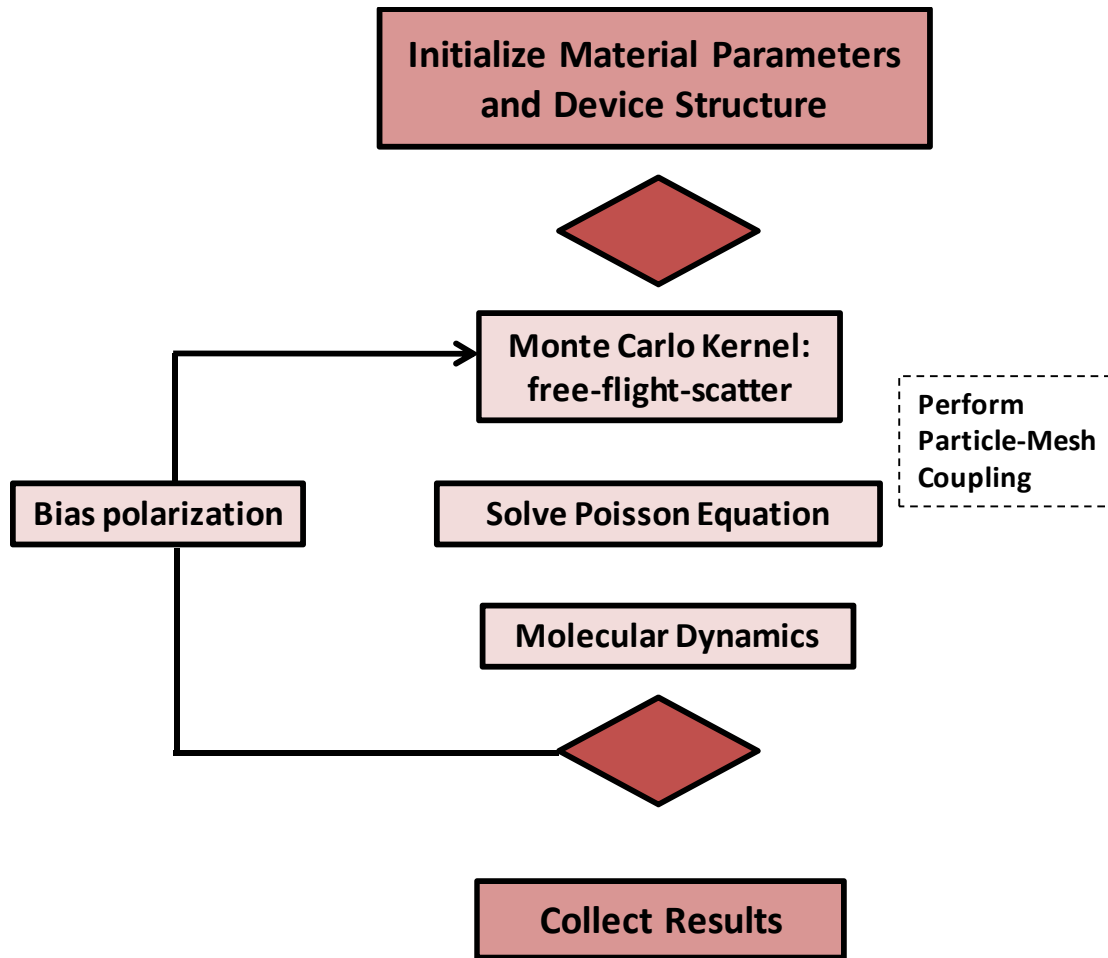 Initialize Material Parameters
and Device Structure
Monte Carlo Kernel:
free-flight-scatter
Perform
Particle-Mesh
Coupling
Bias polarization
Solve Poisson Equation
Molecular Dynamics
Collect Results